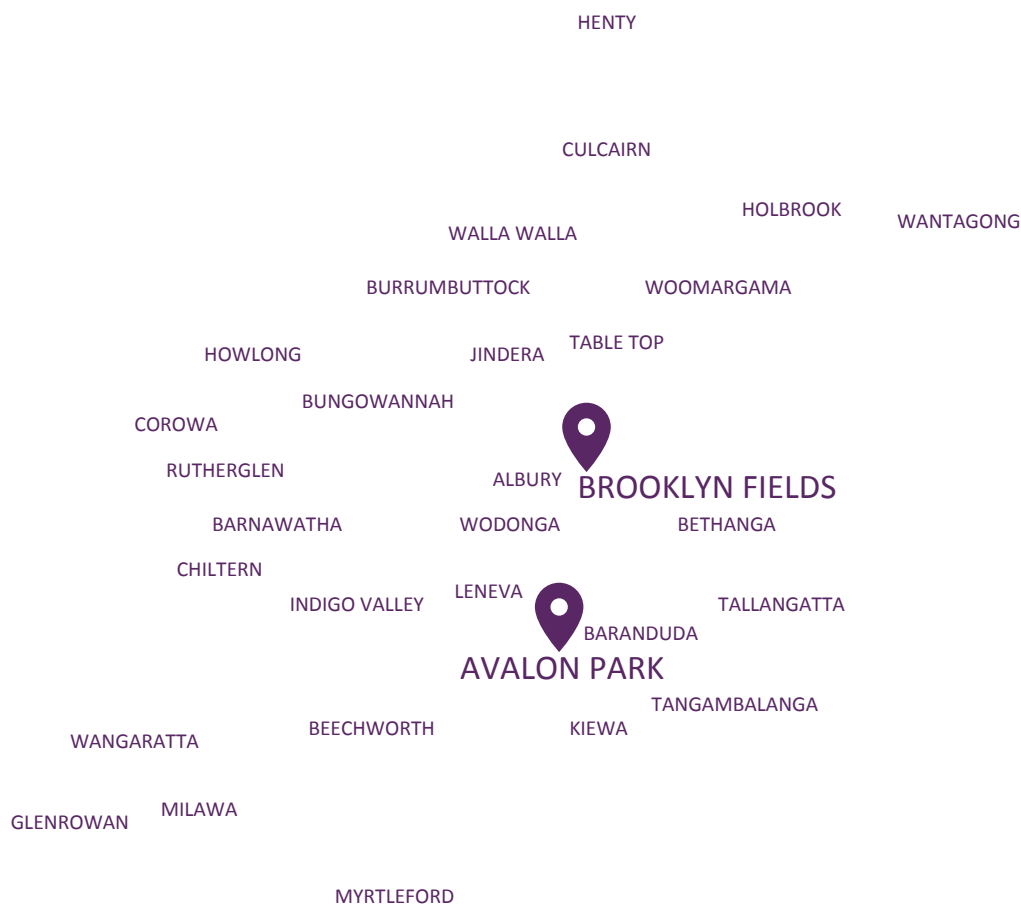 HENTY
CULCAIRN
HOLBROOK
WANTAGONG
WALLA WALLA
BURRUMBUTTOCK
WOOMARGAMA
TABLE TOP
HOWLONG
JINDERA
BUNGOWANNAH
COROWA
RUTHERGLEN
ALBURY
BROOKLYN FIELDS
BARNAWATHA
WODONGA
BETHANGA
CHILTERN
LENEVA
INDIGO VALLEY
TALLANGATTA
BARANDUDA
AVALON PARK
TANGAMBALANGA
BEECHWORTH
KIEWA
WANGARATTA
MILAWA
GLENROWAN
MYRTLEFORD